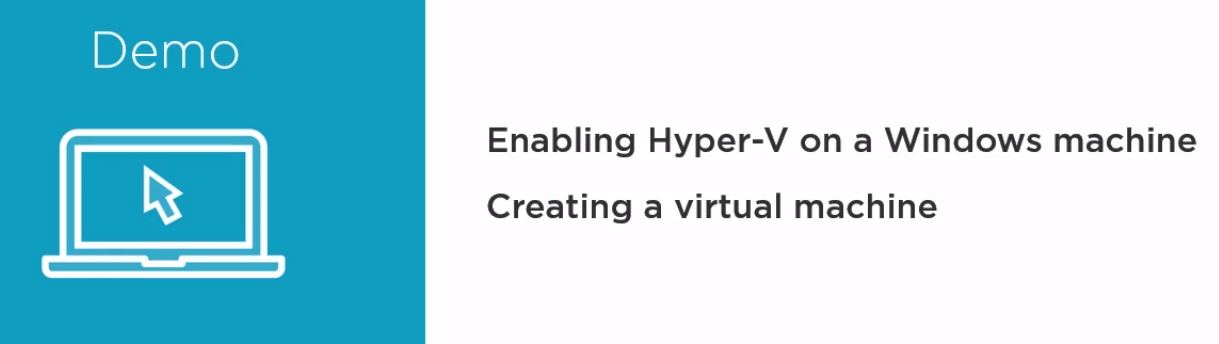 Demo
Enabling Hyper-V on a Windows machine
Creating a virtual machine